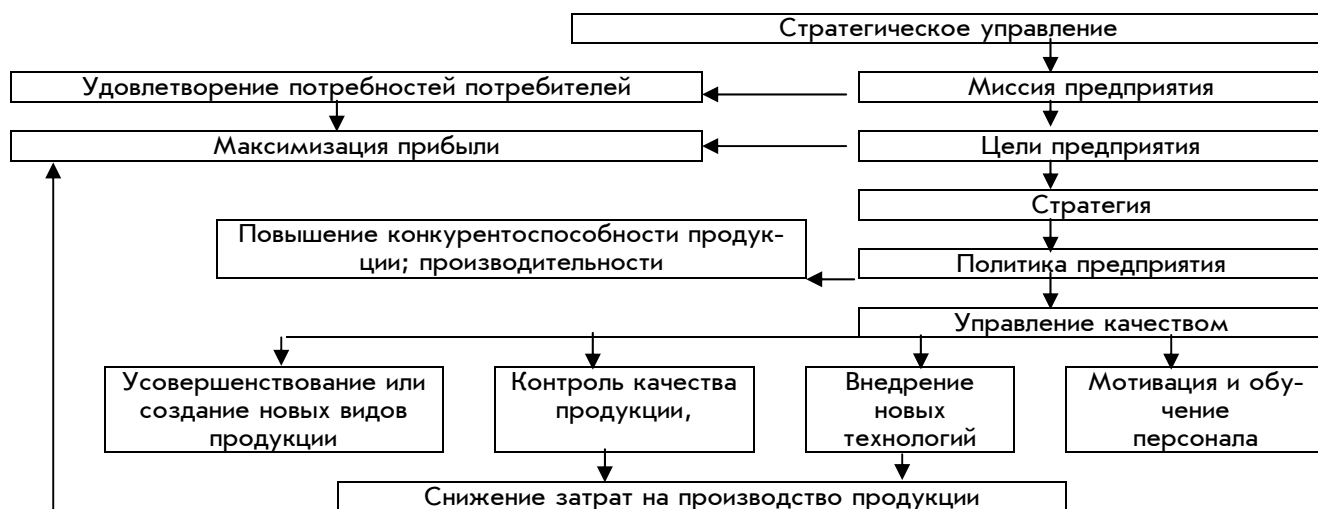 Стратегическое управление
Удовлетворение потребностей потребителей
Миссия предприятия
Максимизация прибыли
Цели предприятия
Стратегия
Повышение конкурентоспособности продук-
ции; производительности
Политика предприятия
Управление качеством
Усовершенствование или
создание новых видов
продукции
Контроль качества
продукции,
Внедрение
новых
технологий
Мотивация и обу-
чение
персонала
Снижение затрат на производство продукции